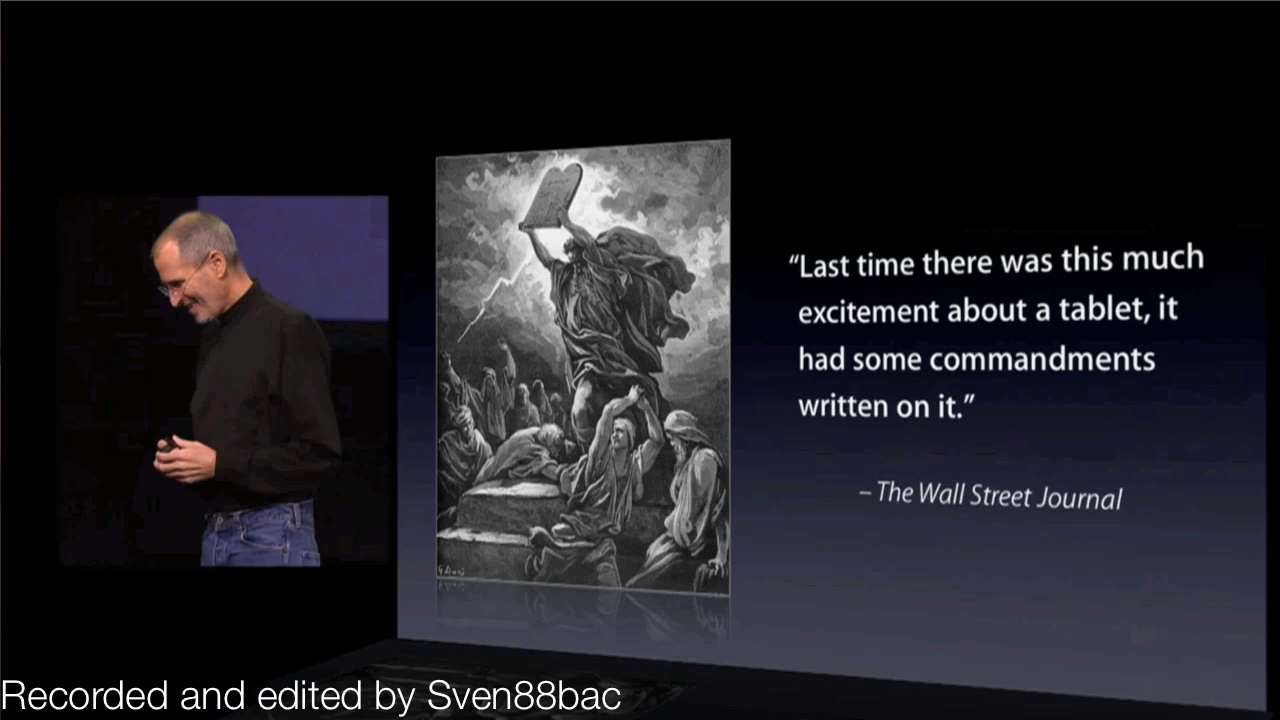 “Last time there was this much
excitement about a tablet, it
had some commandments
written on it.”
– The Wall Street Journal
G. Doré
Recorded and edited by Sven88bac